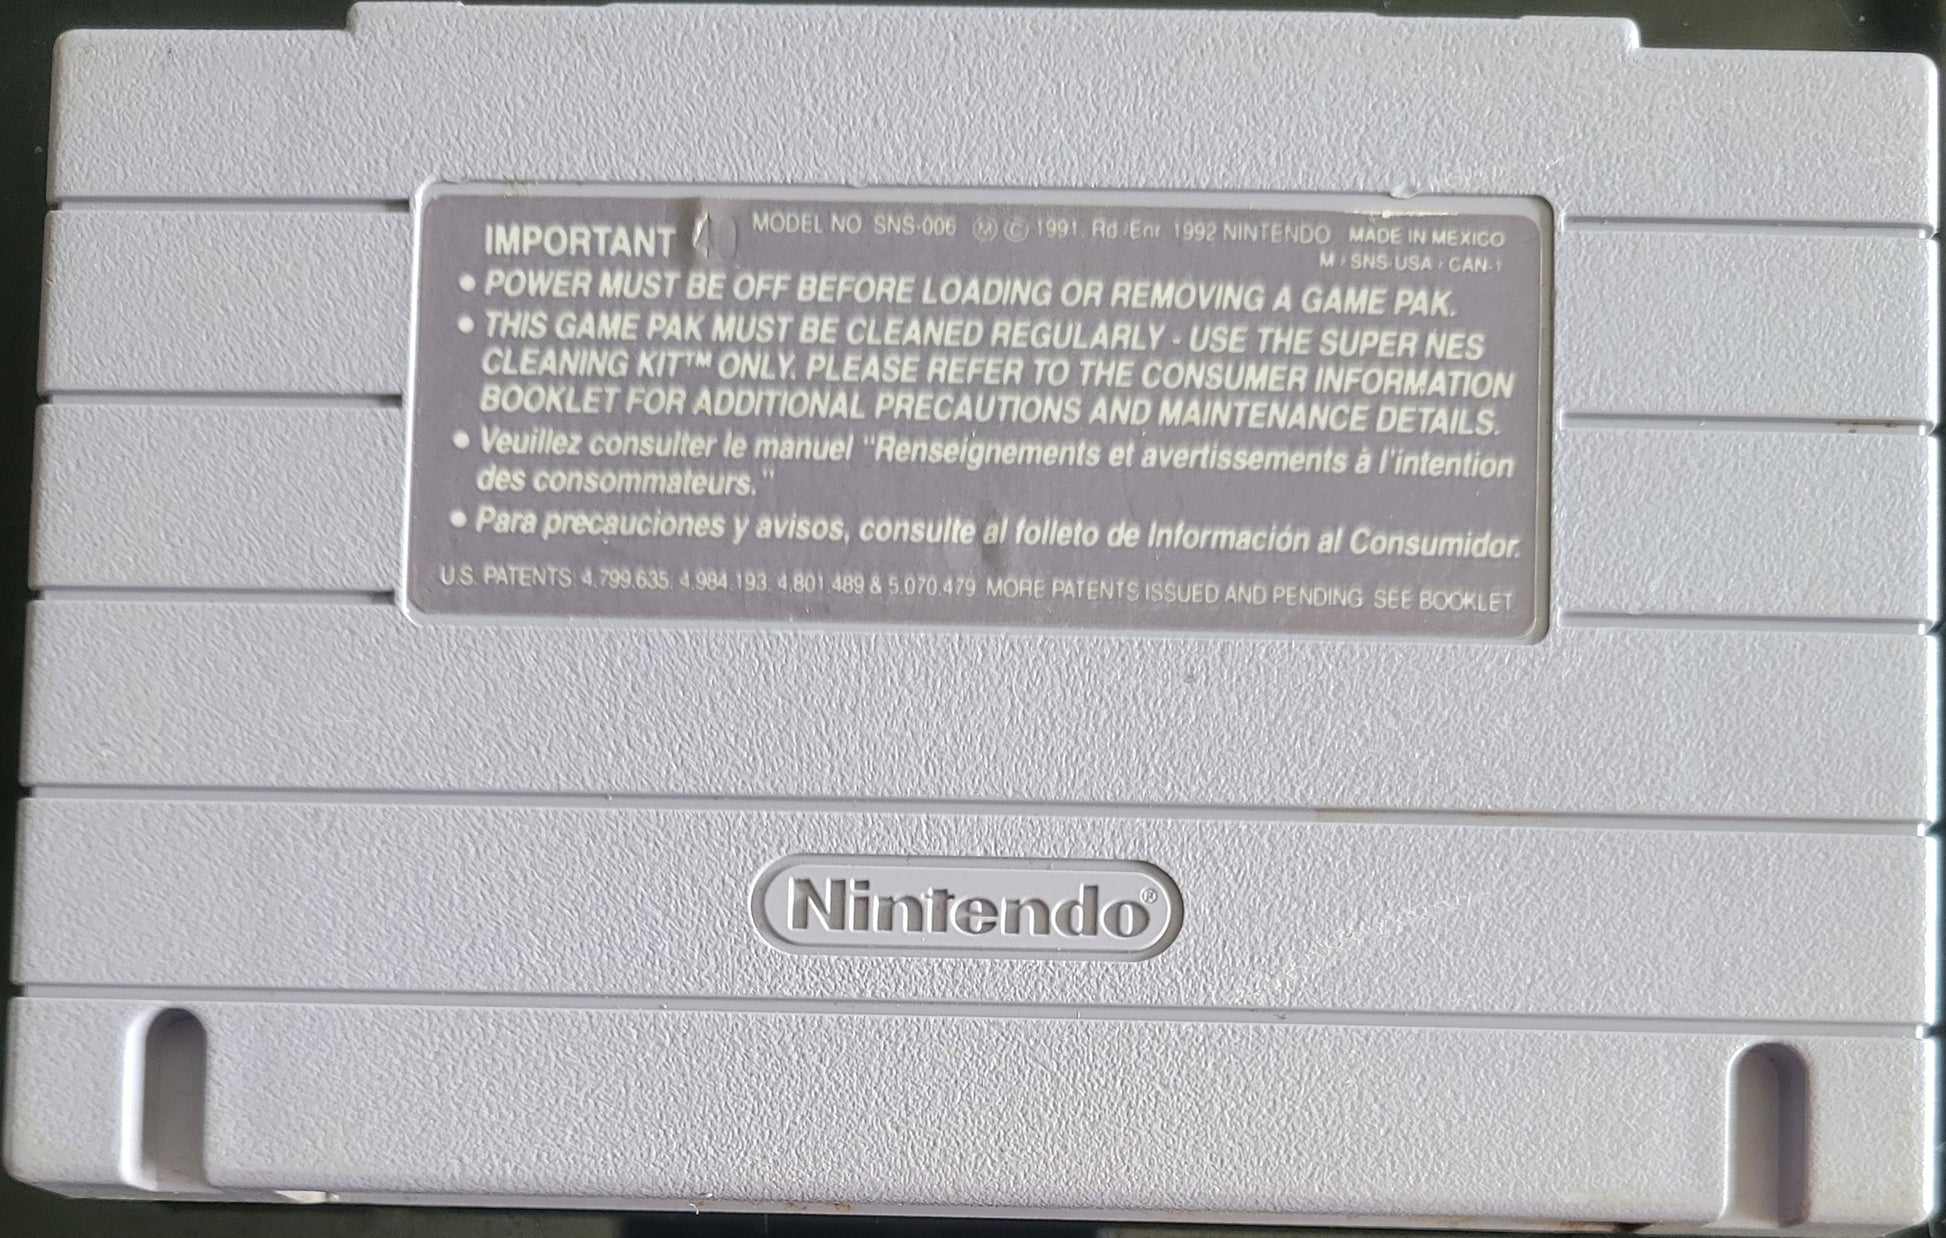 IMPORTANT MODEL NO. SNS-006 Ⓜ © 1991, Rd./Enr. 1992 NINTENDO MADE IN MEXICO
M / SNS-USA / CAN-1
• POWER MUST BE OFF BEFORE LOADING OR REMOVING A GAME PAK.
• THIS GAME PAK MUST BE CLEANED REGULARLY - USE THE SUPER NES
CLEANING KIT™ ONLY. PLEASE REFER TO THE CONSUMER INFORMATION
BOOKLET FOR ADDITIONAL PRECAUTIONS AND MAINTENANCE DETAILS.
• Veuillez consulter le manuel "Renseignements et avertissements à l'intention
des consommateurs."
• Para precauciones y avisos, consulte al folleto de Información al Consumidor.
U.S. PATENTS: 4,799,635, 4,984,193, 4,801,489 & 5,070,479 MORE PATENTS ISSUED AND PENDING. SEE BOOKLET
Nintendo®